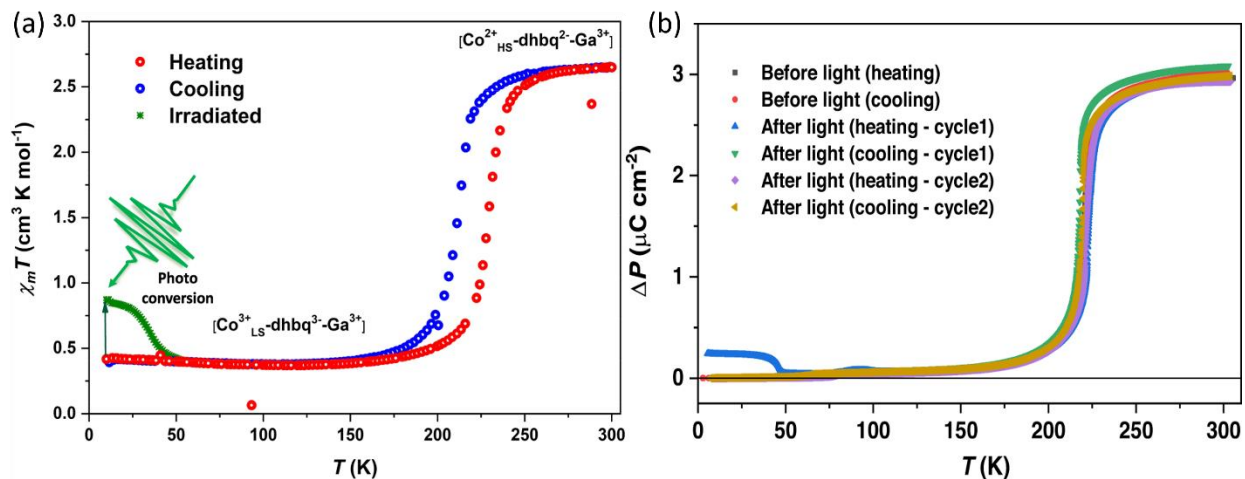 (a)
3.0
2.5
2.0
1.5
1.0
0.5
0.0
χₘT (cm³ K mol⁻¹)
Heating
Cooling
Irradiated
[Co²⁺HS-dhbq²⁻-Ga³⁺]
Photo
conversion
[Co³⁺LS-dhbq³⁻-Ga³⁺]
0 50 100 150 200 250 300
T (K)
(b)
3
2
1
0
ΔP (μC cm⁻²)
Before light (heating)
Before light (cooling)
After light (heating - cycle1)
After light (cooling - cycle1)
After light (heating - cycle2)
After light (cooling - cycle2)
0 50 100 150 200 250 300
T (K)